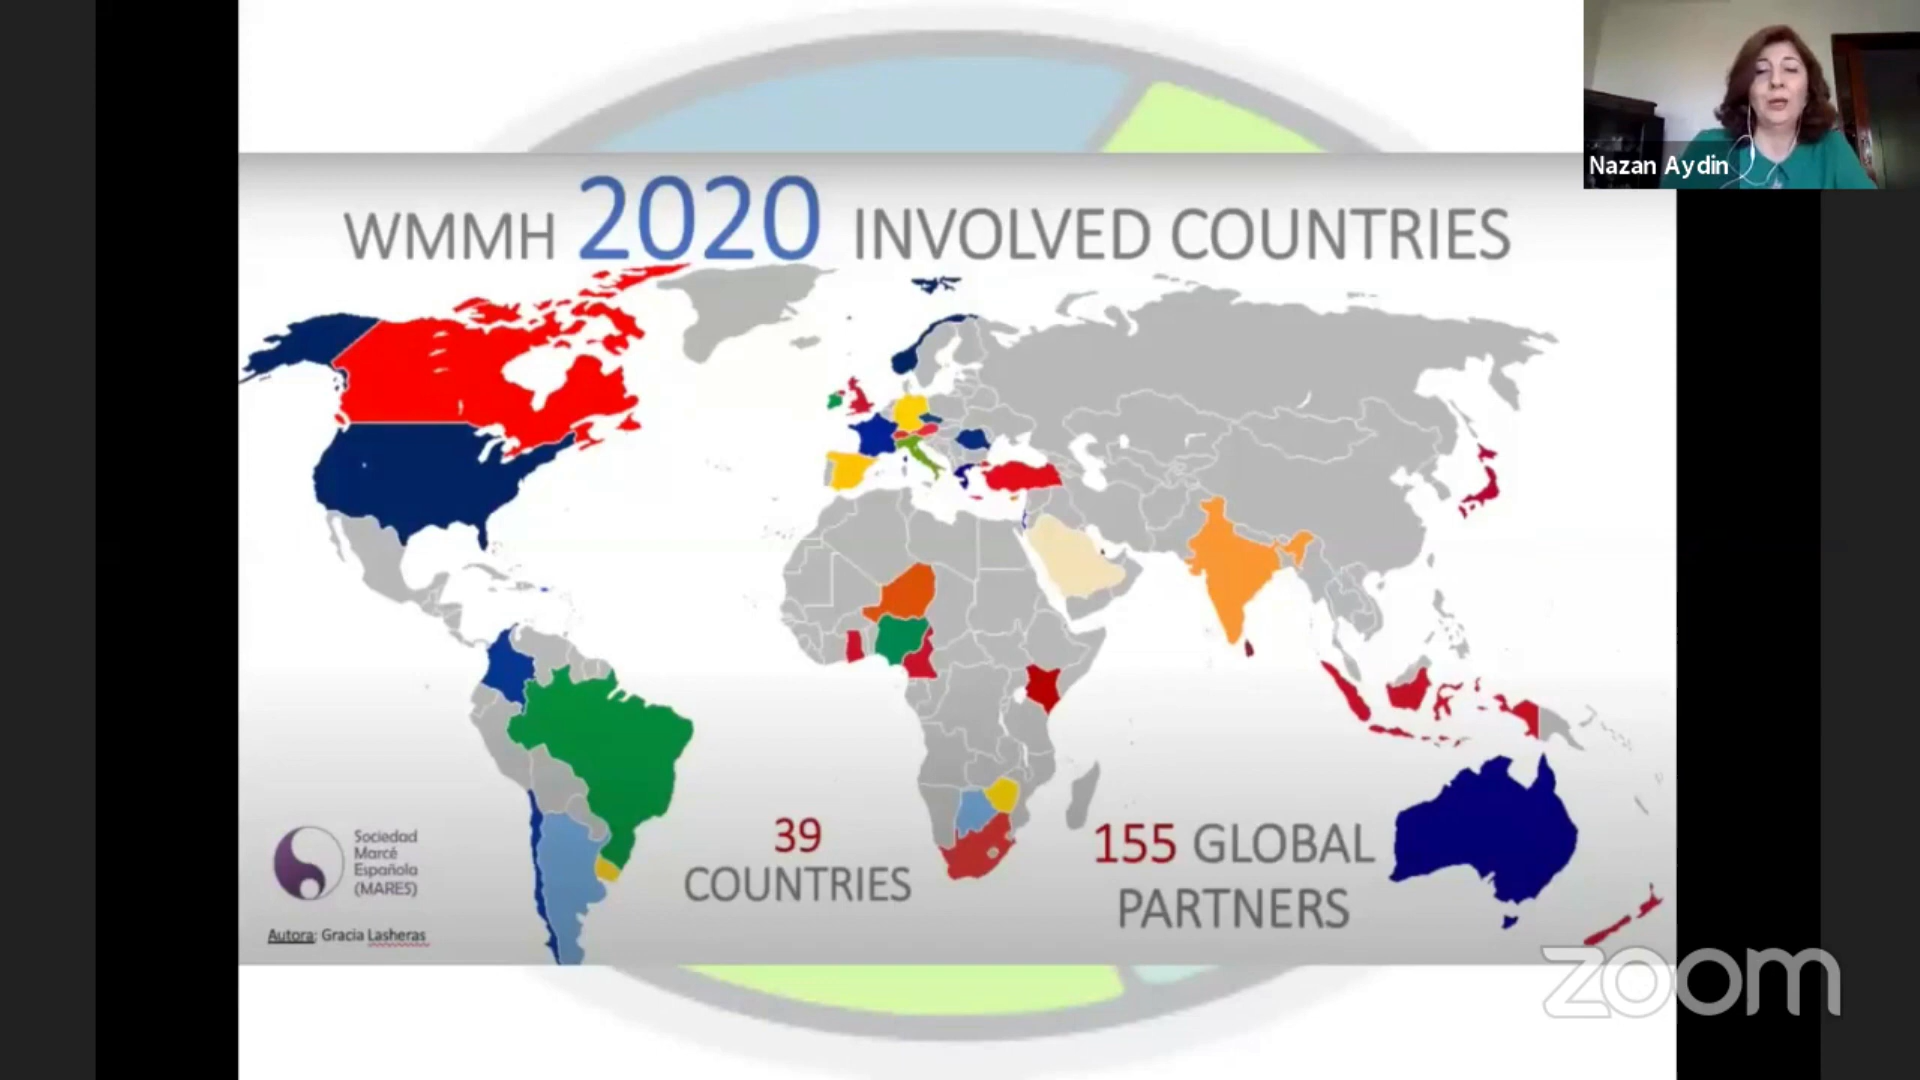 Nazan Aydin
WMMH 2020 INVOLVED COUNTRIES
39
COUNTRIES
155 GLOBAL
PARTNERS
Sociedad
Marcé
Española
(MARES)
Autora: Gracia Lasheras
zoom